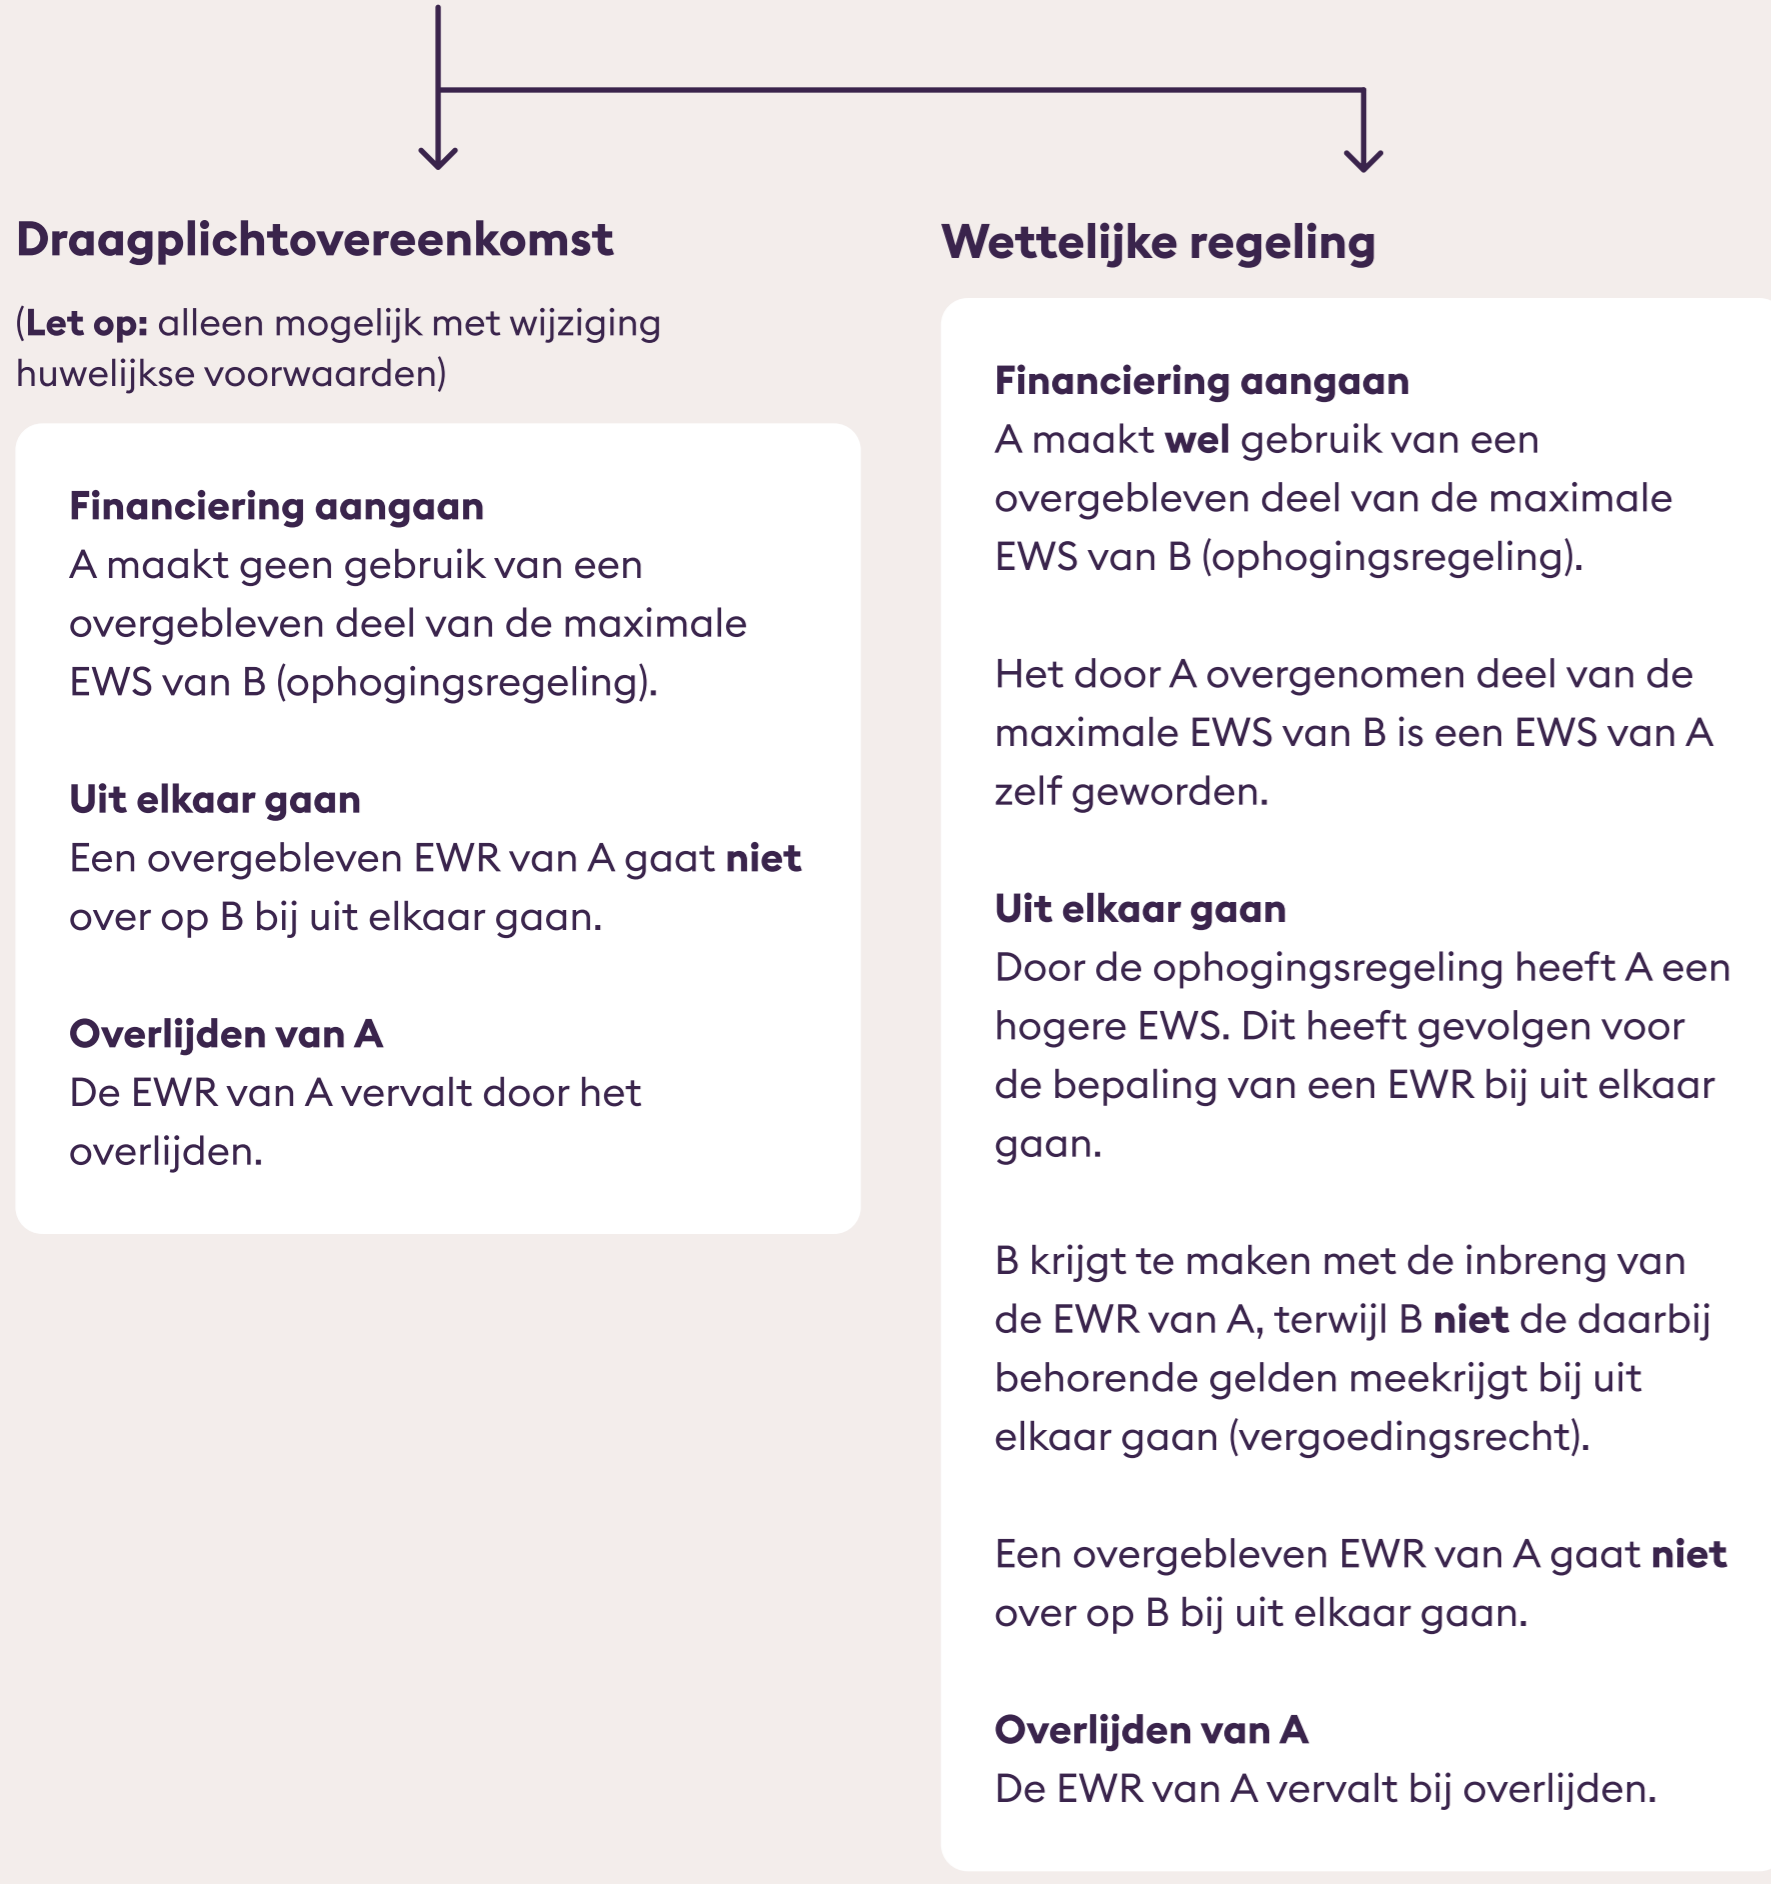 Draagplichtovereenkomst
(Let op: alleen mogelijk met wijziging
huwelijkse voorwaarden)
Financiering aangaan
A maakt geen gebruik van een
overgebleven deel van de maximale
EWS van B (ophogingsregeling).
Uit elkaar gaan
Een overgebleven EWR van A gaat niet
over op B bij uit elkaar gaan.
Overlijden van A
De EWR van A vervalt door het
overlijden.
Wettelijke regeling
Financiering aangaan
A maakt wel gebruik van een
overgebleven deel van de maximale
EWS van B (ophogingsregeling).
Het door A overgenomen deel van de
maximale EWS van B is een EWS van A
zelf geworden.
Uit elkaar gaan
Door de ophogingsregeling heeft A een
hogere EWS. Dit heeft gevolgen voor
de bepaling van een EWR bij uit elkaar
gaan.
B krijgt te maken met de inbreng van
de EWR van A, terwijl B niet de daarbij
behorende gelden meekrijgt bij uit
elkaar gaan (vergoedingsrecht).
Een overgebleven EWR van A gaat niet
over op B bij uit elkaar gaan.
Overlijden van A
De EWR van A vervalt bij overlijden.